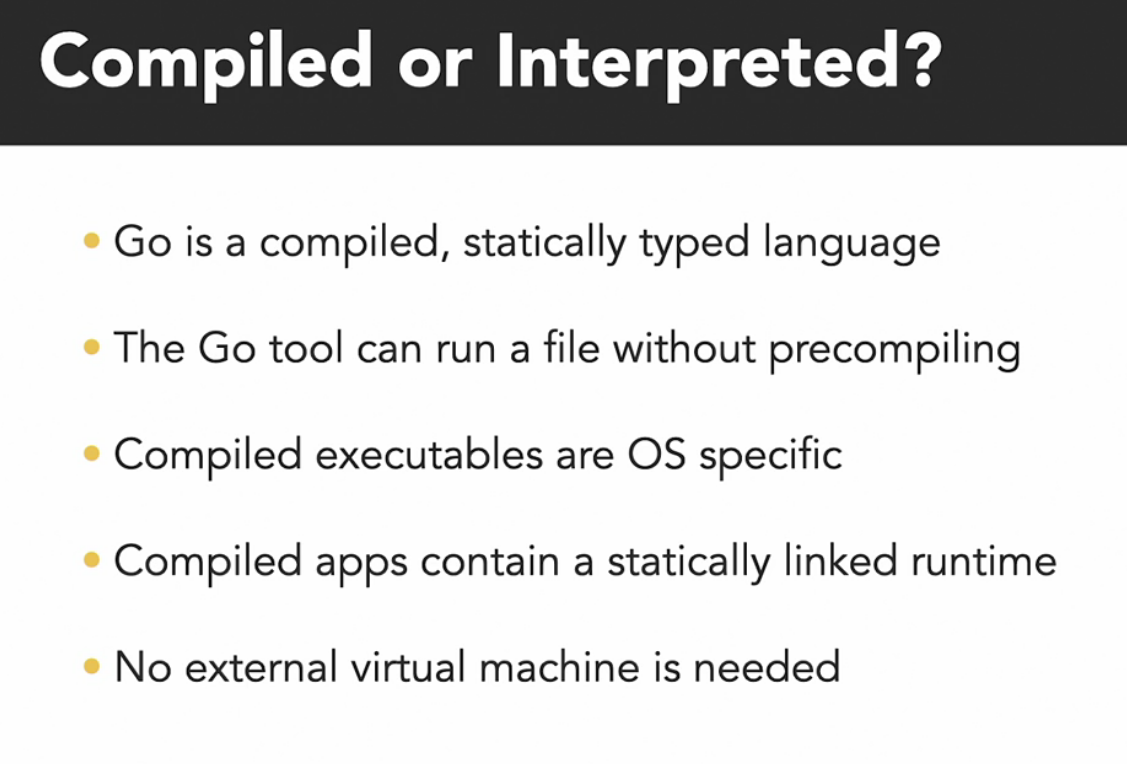 Compiled or Interpreted?
• Go is a compiled, statically typed language
• The Go tool can run a file without precompiling
• Compiled executables are OS specific
• Compiled apps contain a statically linked runtime
• No external virtual machine is needed